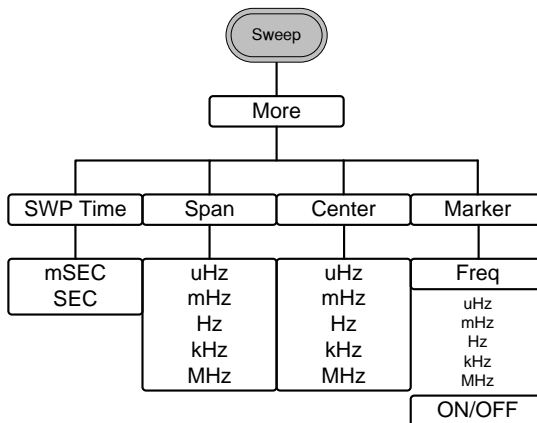 Sweep
More
SWP Time
Span
Center
Marker
mSEC
SEC
uHz
mHz
Hz
kHz
MHz
uHz
mHz
Hz
kHz
MHz
Freq
uHz
mHz
Hz
kHz
MHz
ON/OFF